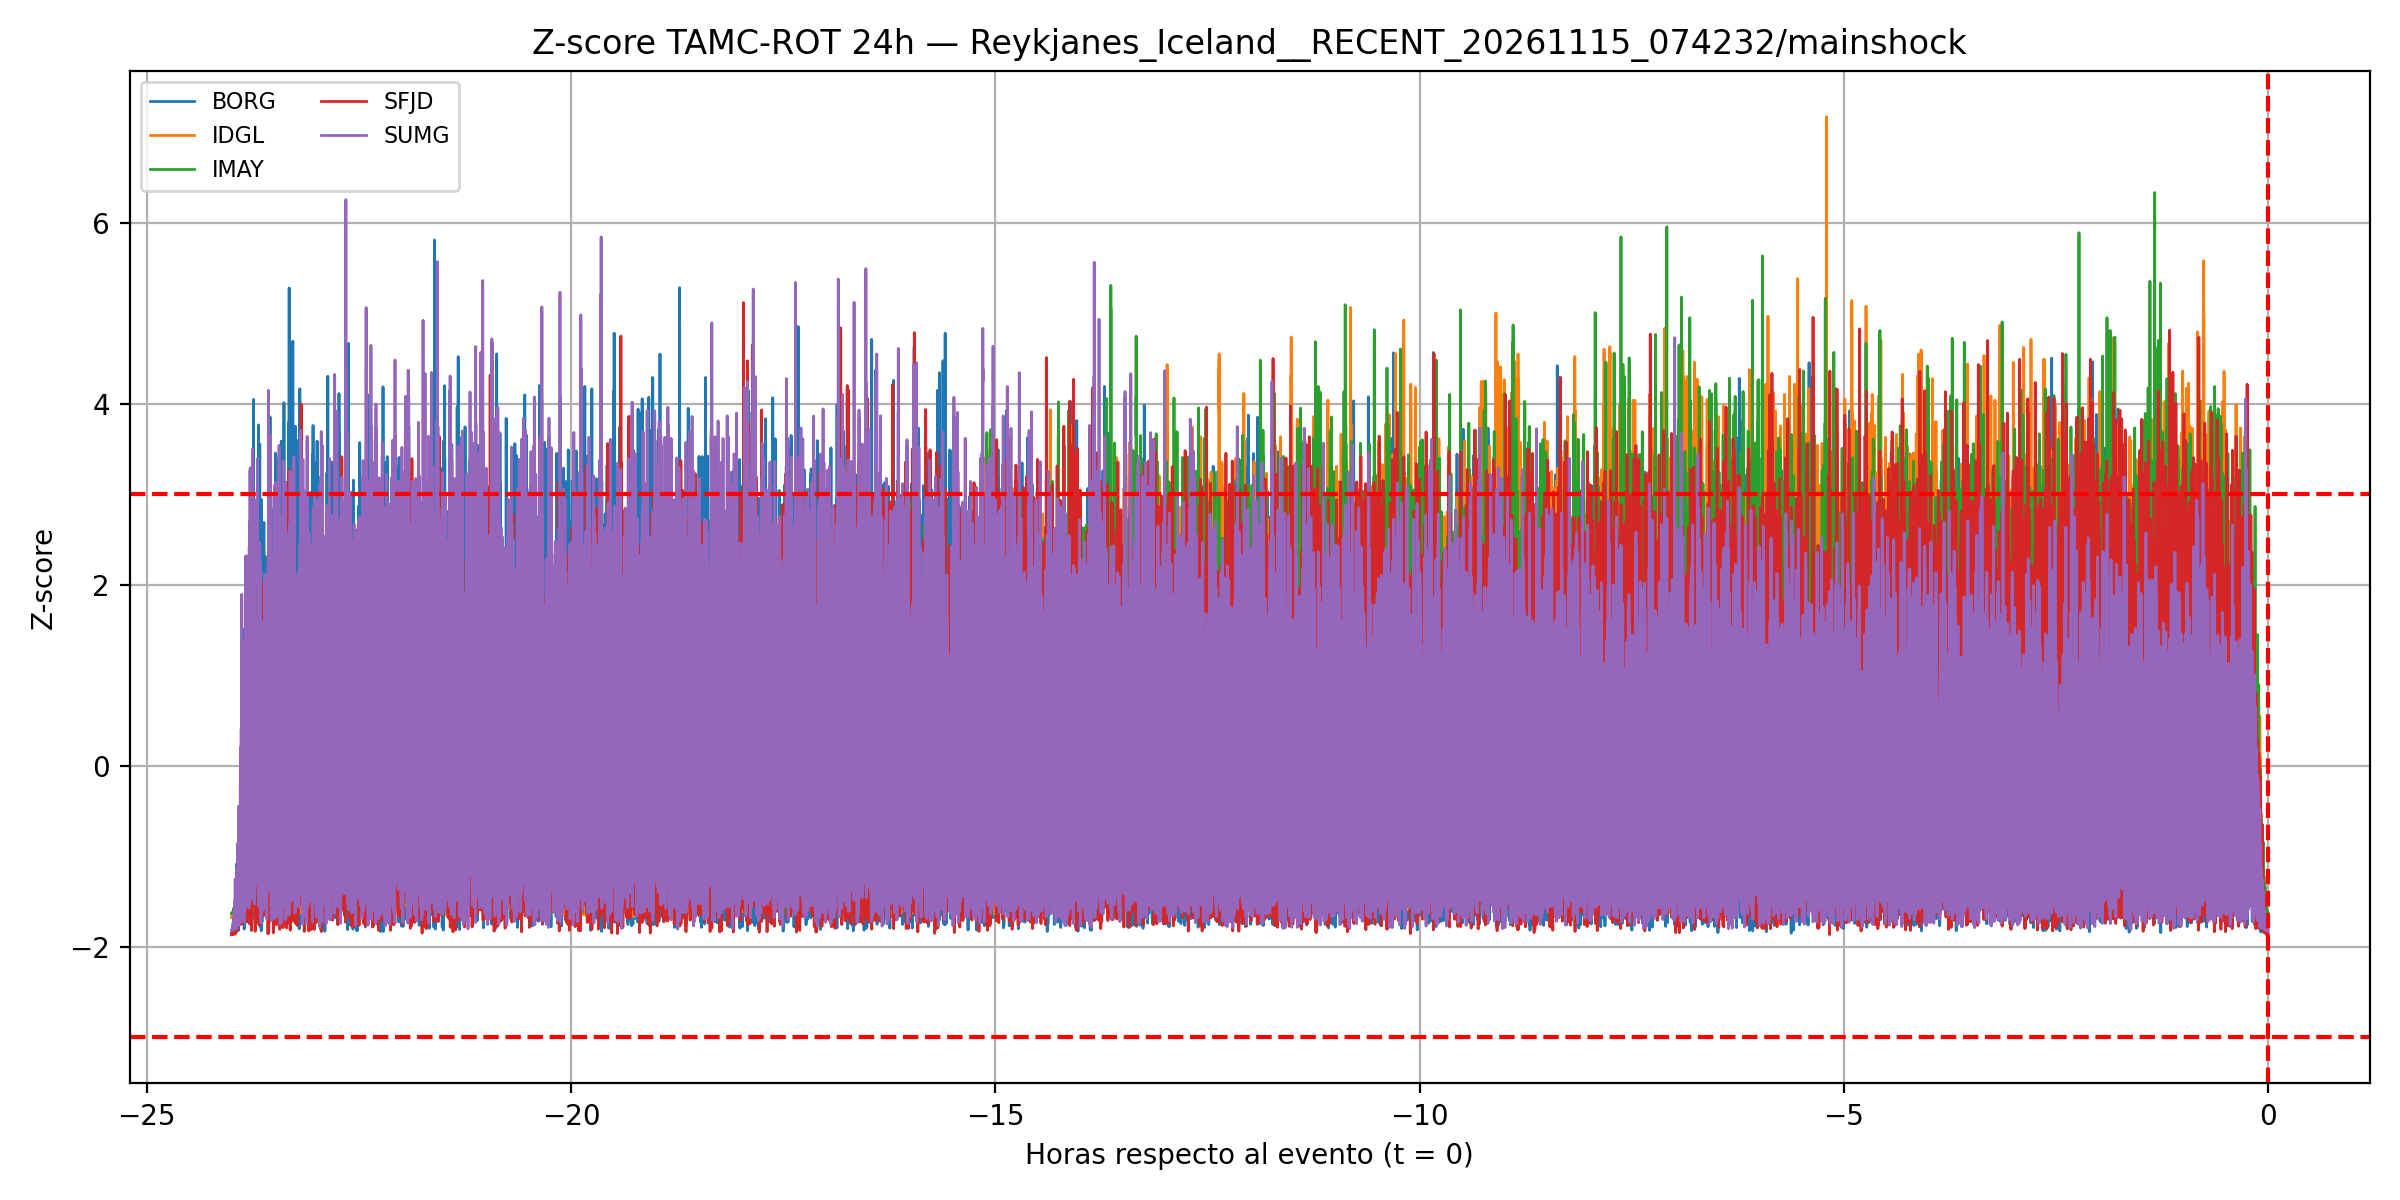 Z-score TAMC-ROT 24h — Reykjanes_Iceland__RECENT_20261115_074232/mainshock
BORG
IDGL
IMAY
SFJD
SUMG
Z-score
6
4
2
0
−2
−25
−20
−15
−10
−5
0
Horas respecto al evento (t = 0)